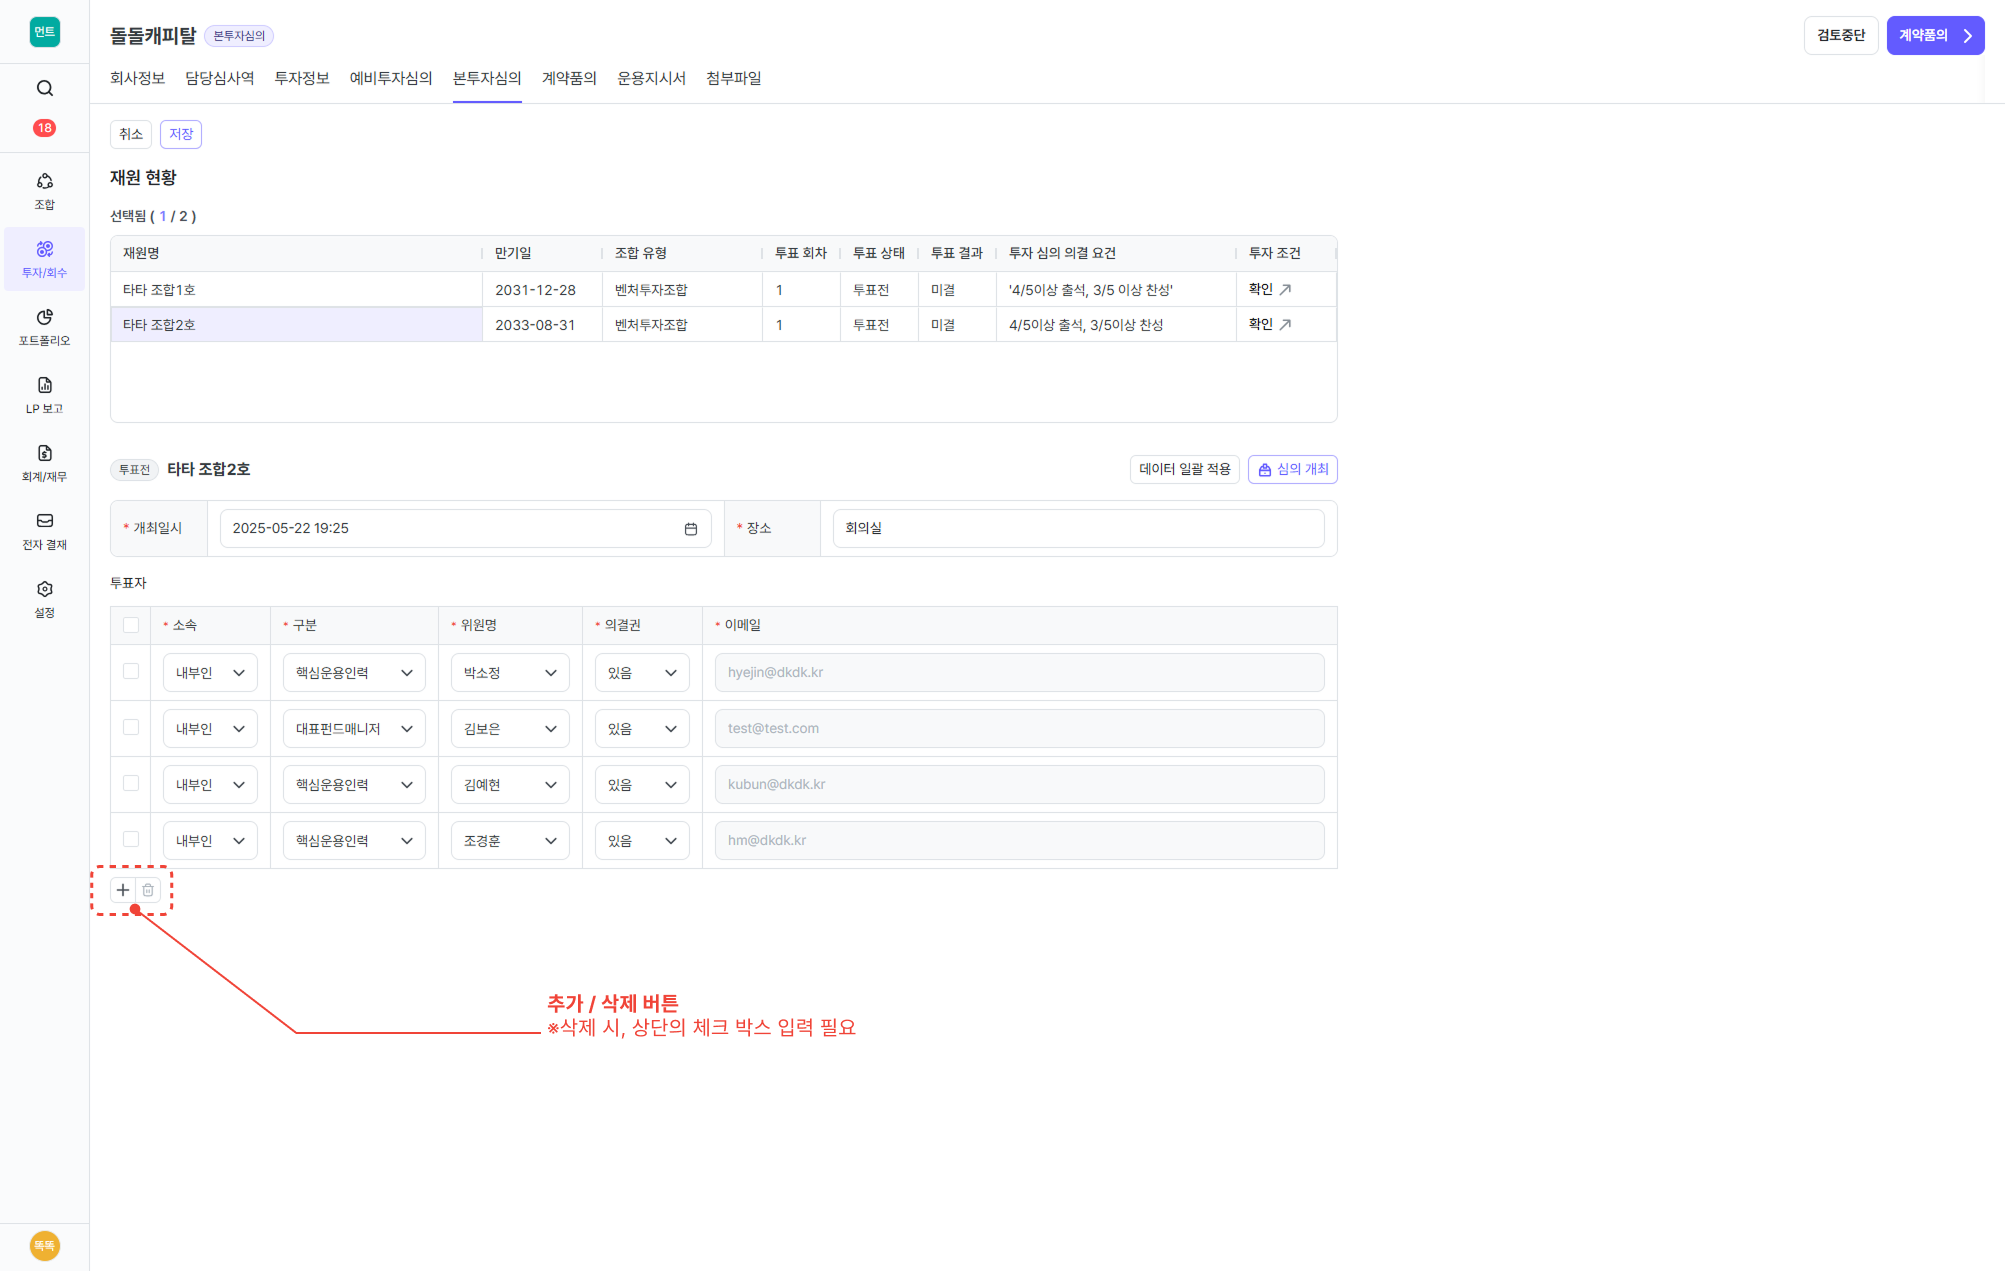 먼트
18
조합
투자/회수
포트폴리오
LP 보고
회계/재무
전자 결재
설정
똑똑
돌돌캐피탈 본투자심의
검토중단 계약품의
회사정보 담당심사역 투자정보 예비투자심의 본투자심의 계약품의 운용지시서 첨부파일
취소 저장
재원 현황
선택됨 ( 1 / 2 )
재원명 만기일 조합 유형 투표 회차 투표 상태 투표 결과 투자 심의 의결 요건 투자 조건
타타 조합1호 2031-12-28 벤처투자조합 1 투표전 미결 '4/5이상 출석, 3/5 이상 찬성' 확인
타타 조합2호 2033-08-31 벤처투자조합 1 투표전 미결 4/5이상 출석, 3/5이상 찬성 확인
투표전 타타 조합2호 데이터 일괄 적용 심의 개최
* 개최일시 2025-05-22 19:25 * 장소 회의실
투표자
* 소속 * 구분 * 위원명 * 의결권 * 이메일
내부인 핵심운용인력 박소정 있음 hyejin@dkdk.kr
내부인 대표펀드매니저 김보은 있음 test@test.com
내부인 핵심운용인력 김예현 있음 kubun@dkdk.kr
내부인 핵심운용인력 조경훈 있음 hm@dkdk.kr
추가 / 삭제 버튼
※삭제 시, 상단의 체크 박스 입력 필요